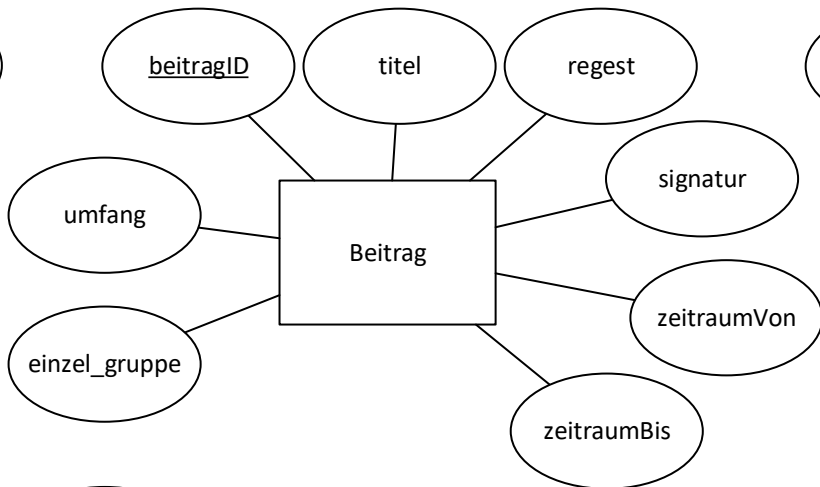 beitragID
titel
regest
signatur
umfang
Beitrag
zeitraumVon
einzel_gruppe
zeitraumBis